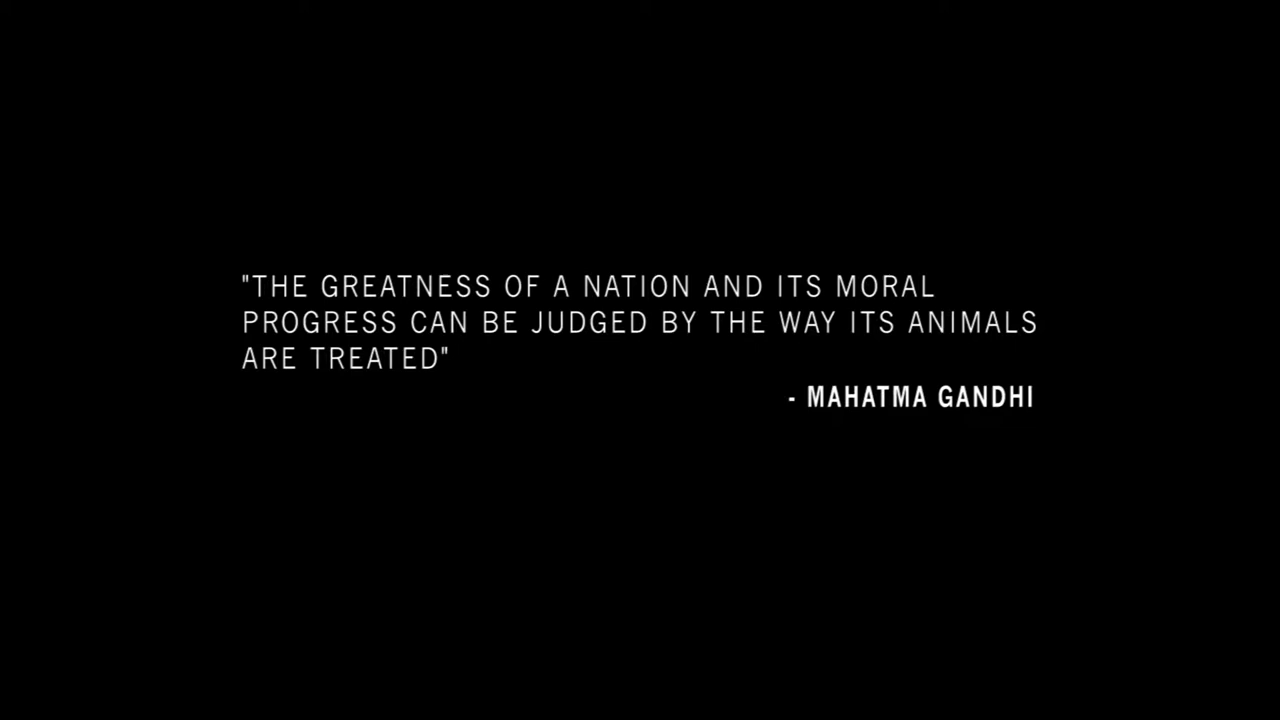 "THE GREATNESS OF A NATION AND ITS MORAL
PROGRESS CAN BE JUDGED BY THE WAY ITS ANIMALS
ARE TREATED"
- MAHATMA GANDHI